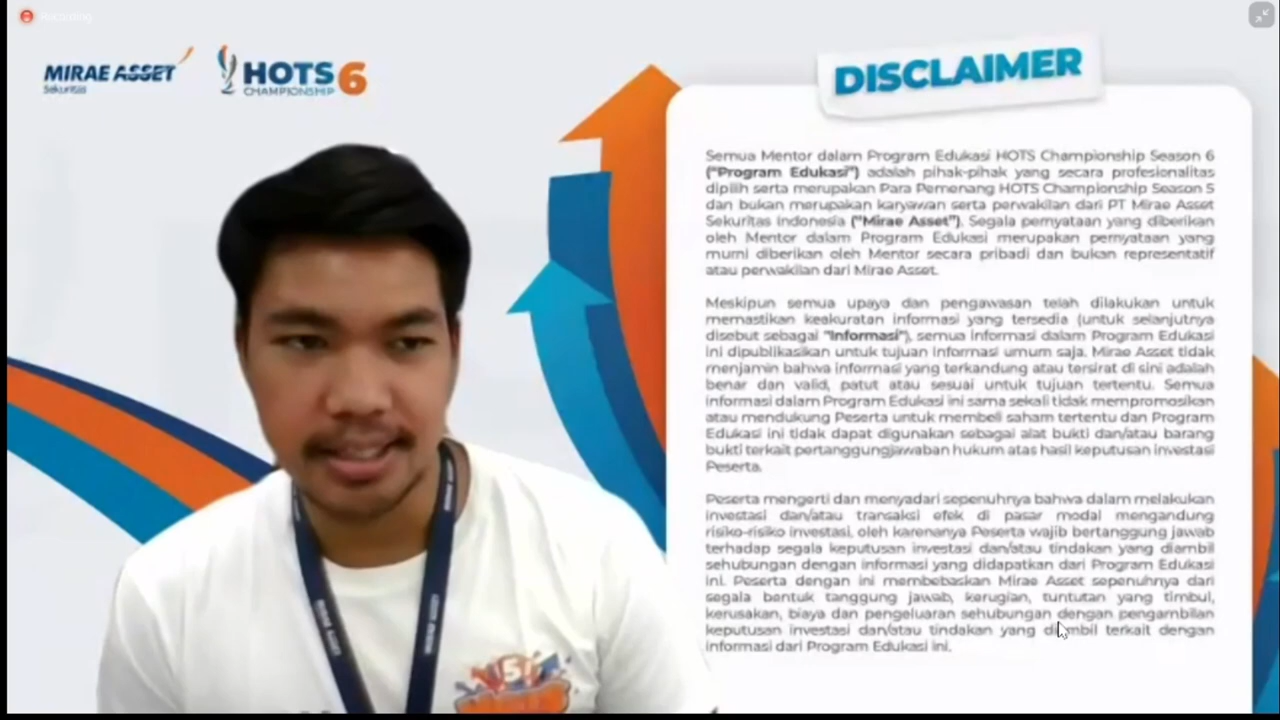 Recording
MIRAE ASSET
Sekuritas
HOTS 6
CHAMPIONSHIP
DISCLAIMER
Semua Mentor dalam Program Edukasi HOTS Championship Season 6
(“Program Edukasi”) adalah pihak-pihak yang secara profesionalitas
dipilih serta merupakan Para Pemenang HOTS Championship Season 5
dan bukan merupakan karyawan serta perwakilan dari PT Mirae Asset
Sekuritas Indonesia (“Mirae Asset”). Segala pernyataan yang diberikan
oleh Mentor dalam Program Edukasi merupakan pernyataan yang
murni diberikan oleh Mentor secara pribadi dan bukan representatif
atau perwakilan dari Mirae Asset.
Meskipun semua upaya dan pengawasan telah dilakukan untuk
memastikan keakuratan informasi yang tersedia (untuk selanjutnya
disebut sebagai "Informasi"), semua informasi dalam Program Edukasi
ini dipublikasikan untuk tujuan informasi umum saja. Mirae Asset tidak
menjamin bahwa informasi yang terkandung atau tersirat di sini adalah
benar dan valid, patut atau sesuai untuk tujuan tertentu. Semua
informasi dalam Program Edukasi ini sama sekali tidak mempromosikan
atau mendukung Peserta untuk membeli saham tertentu dan Program
Edukasi ini tidak dapat digunakan sebagai alat bukti dan/atau barang
bukti terkait pertanggungjawaban hukum atas hasil keputusan investasi
Peserta.
Peserta mengerti dan menyadari sepenuhnya bahwa dalam melakukan
investasi dan/atau transaksi efek di pasar modal mengandung
risiko-risiko investasi, oleh karenanya Peserta wajib bertanggung jawab
terhadap segala keputusan investasi dan/atau tindakan yang diambil
sehubungan dengan informasi yang didapatkan dari Program Edukasi
ini. Peserta dengan ini membebaskan Mirae Asset sepenuhnya dari
segala bentuk tanggung jawab, kerugian, tuntutan yang timbul,
kerusakan, biaya dan pengeluaran sehubungan dengan pengambilan
keputusan investasi dan/atau tindakan yang diambil terkait dengan
informasi dari Program Edukasi ini.
MIRAE ASSET
MIRAE ASSET
5